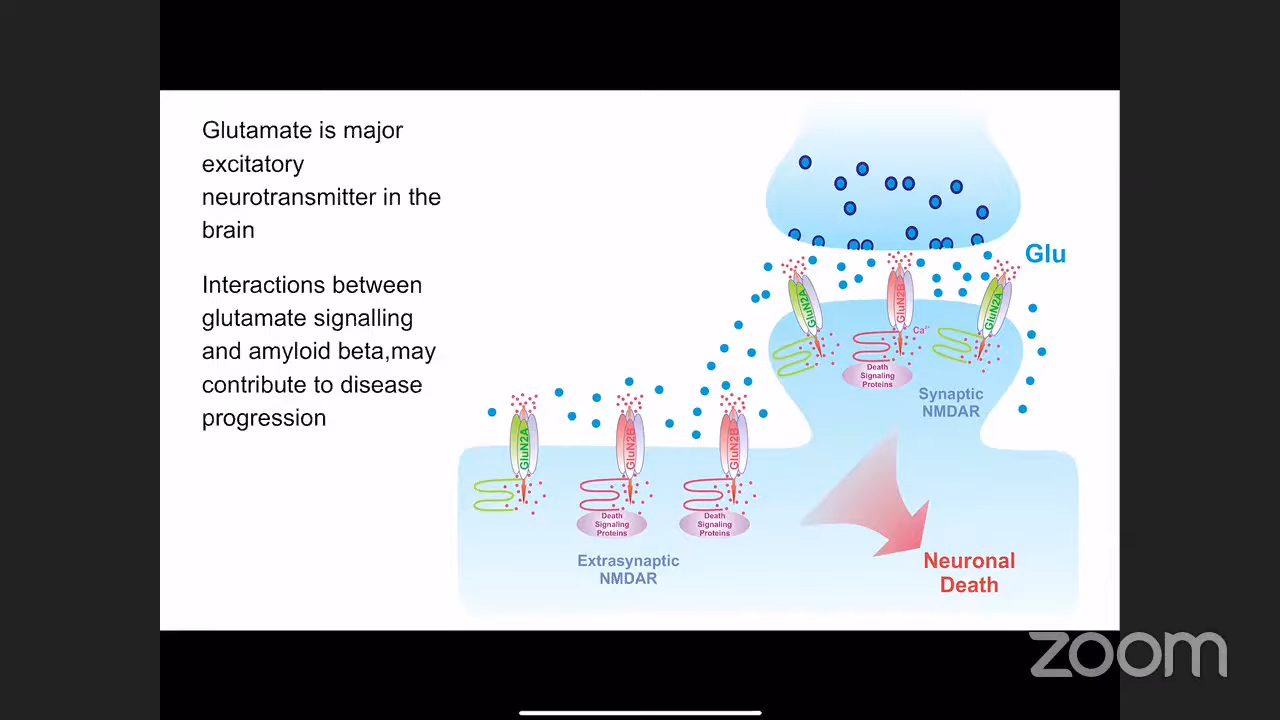 Glutamate is major
excitatory
neurotransmitter in the
brain
Interactions between
glutamate signalling
and amyloid beta,may
contribute to disease
progression
Glu
GluN2A
GluN2B
GluN2A
Ca²⁺
Death
Signaling
Proteins
Synaptic
NMDAR
GluN2A
GluN2B
GluN2B
Death
Signaling
Proteins
Death
Signaling
Proteins
Extrasynaptic
NMDAR
Neuronal
Death
zoom